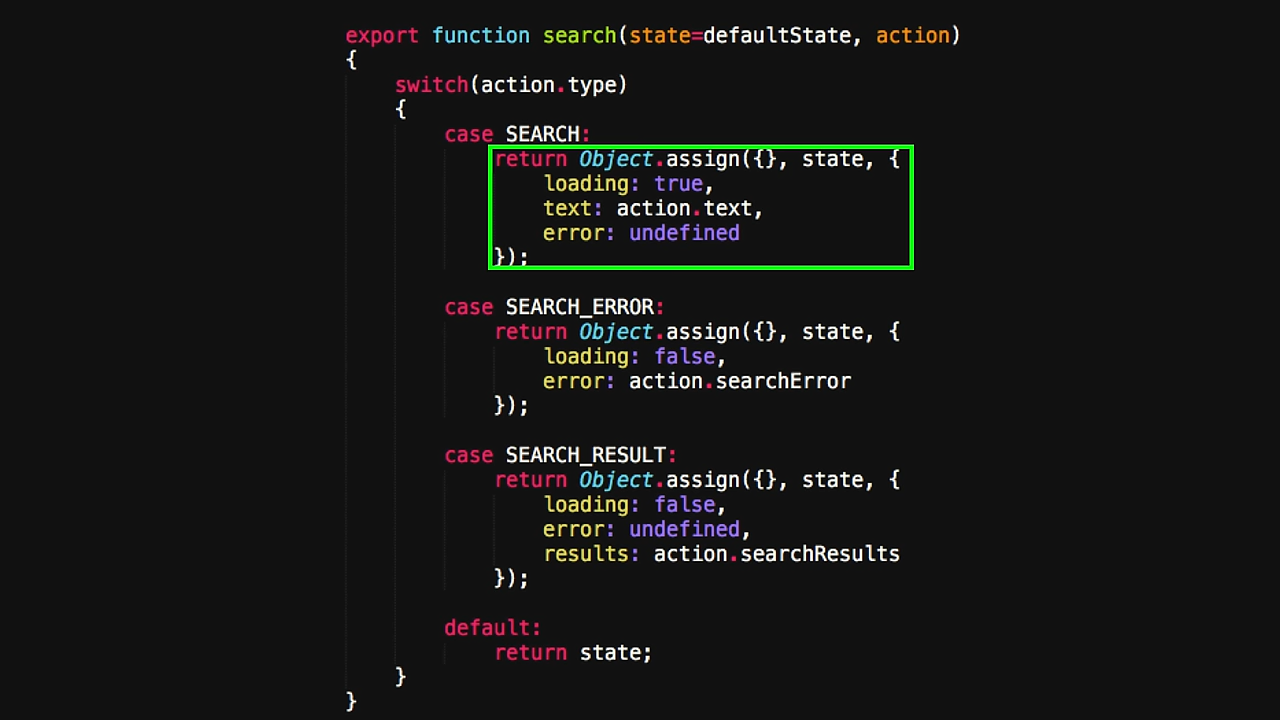 export function search(state=defaultState, action)
{
    switch(action.type)
    {
        case SEARCH:
            return Object.assign({}, state, {
                loading: true,
                text: action.text,
                error: undefined
            });
        case SEARCH_ERROR:
            return Object.assign({}, state, {
                loading: false,
                error: action.searchError
            });
        case SEARCH_RESULT:
            return Object.assign({}, state, {
                loading: false,
                error: undefined,
                results: action.searchResults
            });
        default:
            return state;
    }
}